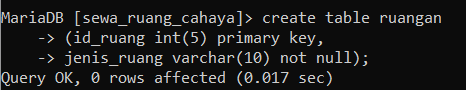 MariaDB [sewa_ruang_cahaya]> create table ruangan
    -> (id_ruang int(5) primary key,
    -> jenis_ruang varchar(10) not null);
Query OK, 0 rows affected (0.017 sec)